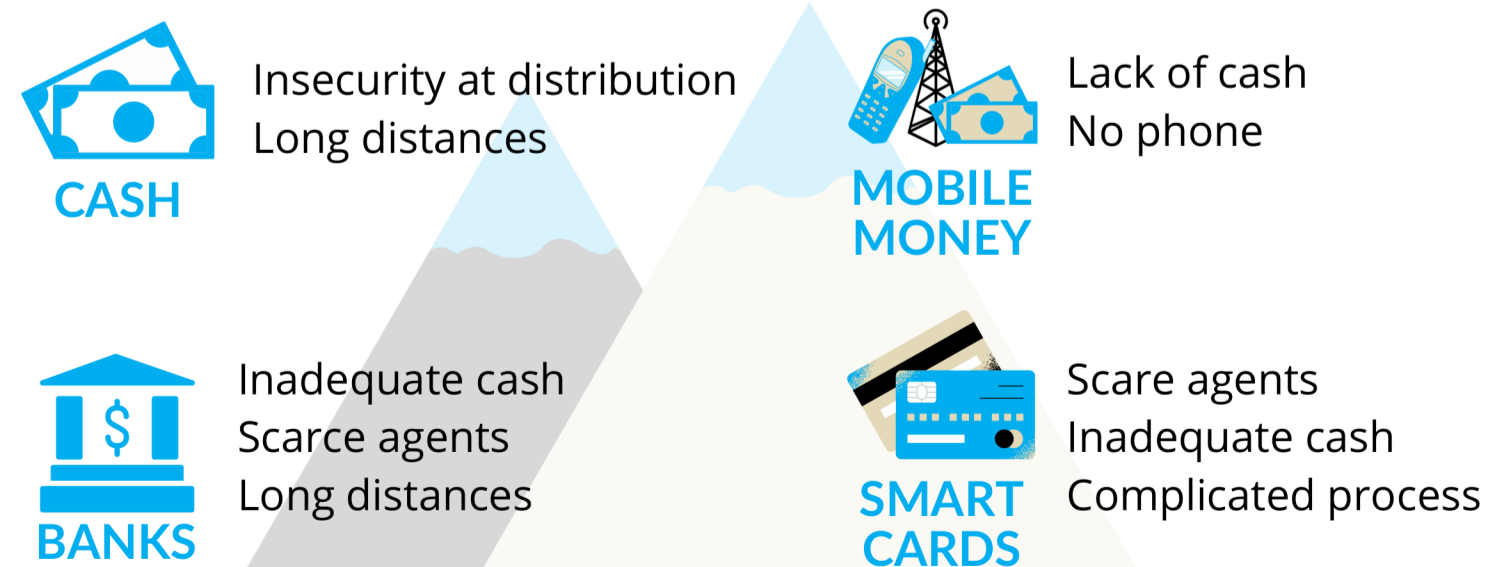 Insecurity at distribution
Long distances
CASH
Lack of cash
No phone
MOBILE
MONEY
Inadequate cash
Scarce agents
Long distances
$
BANKS
Scare agents
Inadequate cash
Complicated process
SMART
CARDS